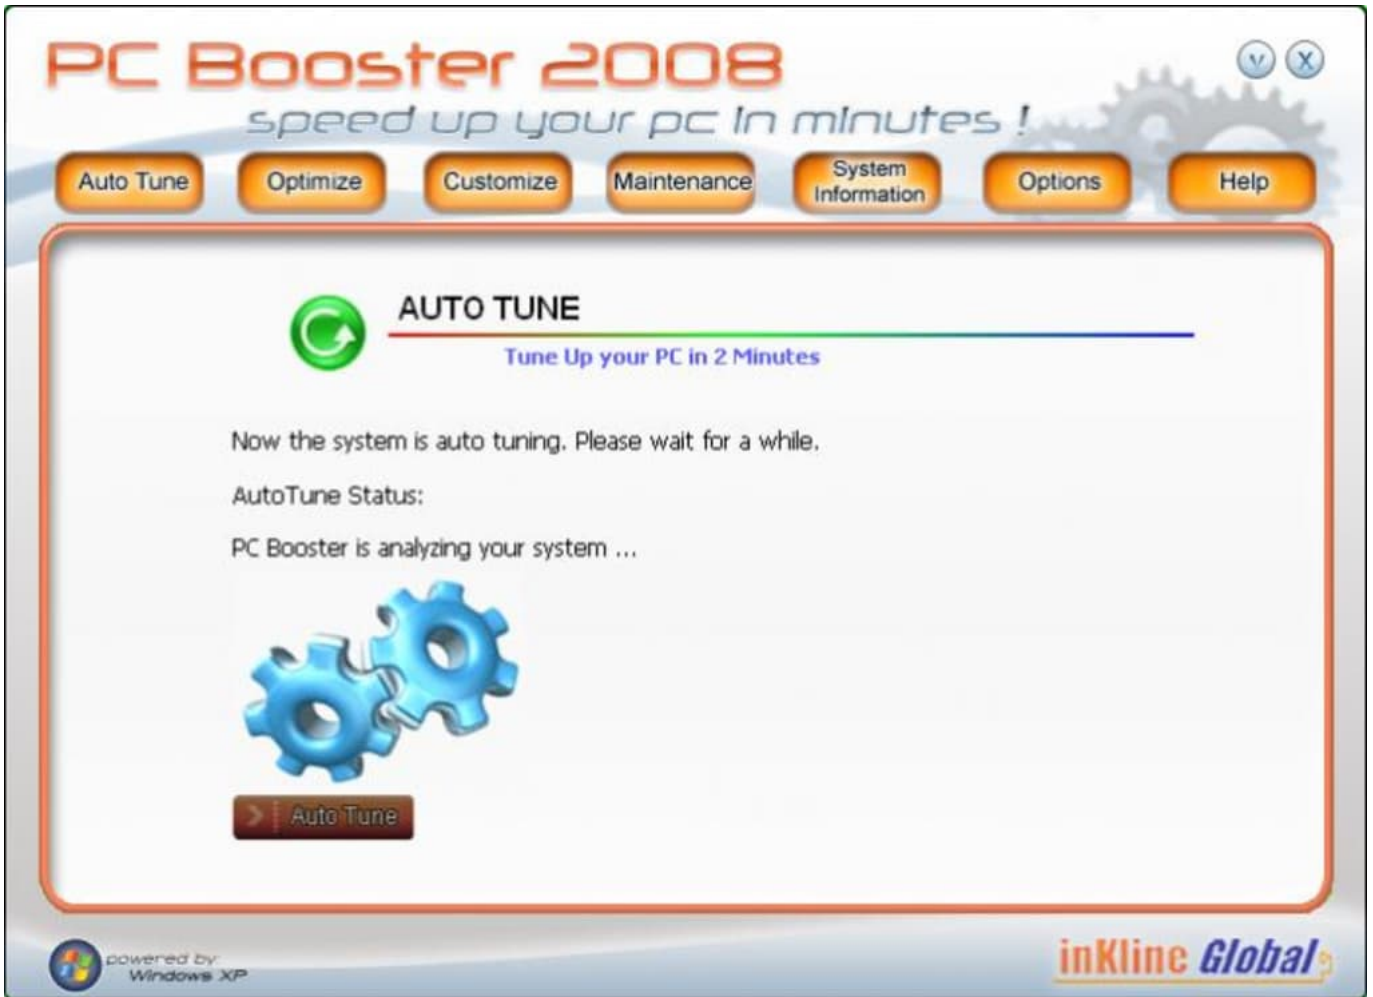 PC Booster 2008
speed up your pc in minutes !
Auto Tune
Optimize
Customize
Maintenance
System
Information
Options
Help
AUTO TUNE
Tune Up your PC in 2 Minutes
Now the system is auto tuning. Please wait for a while.
AutoTune Status:
PC Booster is analyzing your system ...
Auto Tune
powered by:
Windows XP
inKline Global